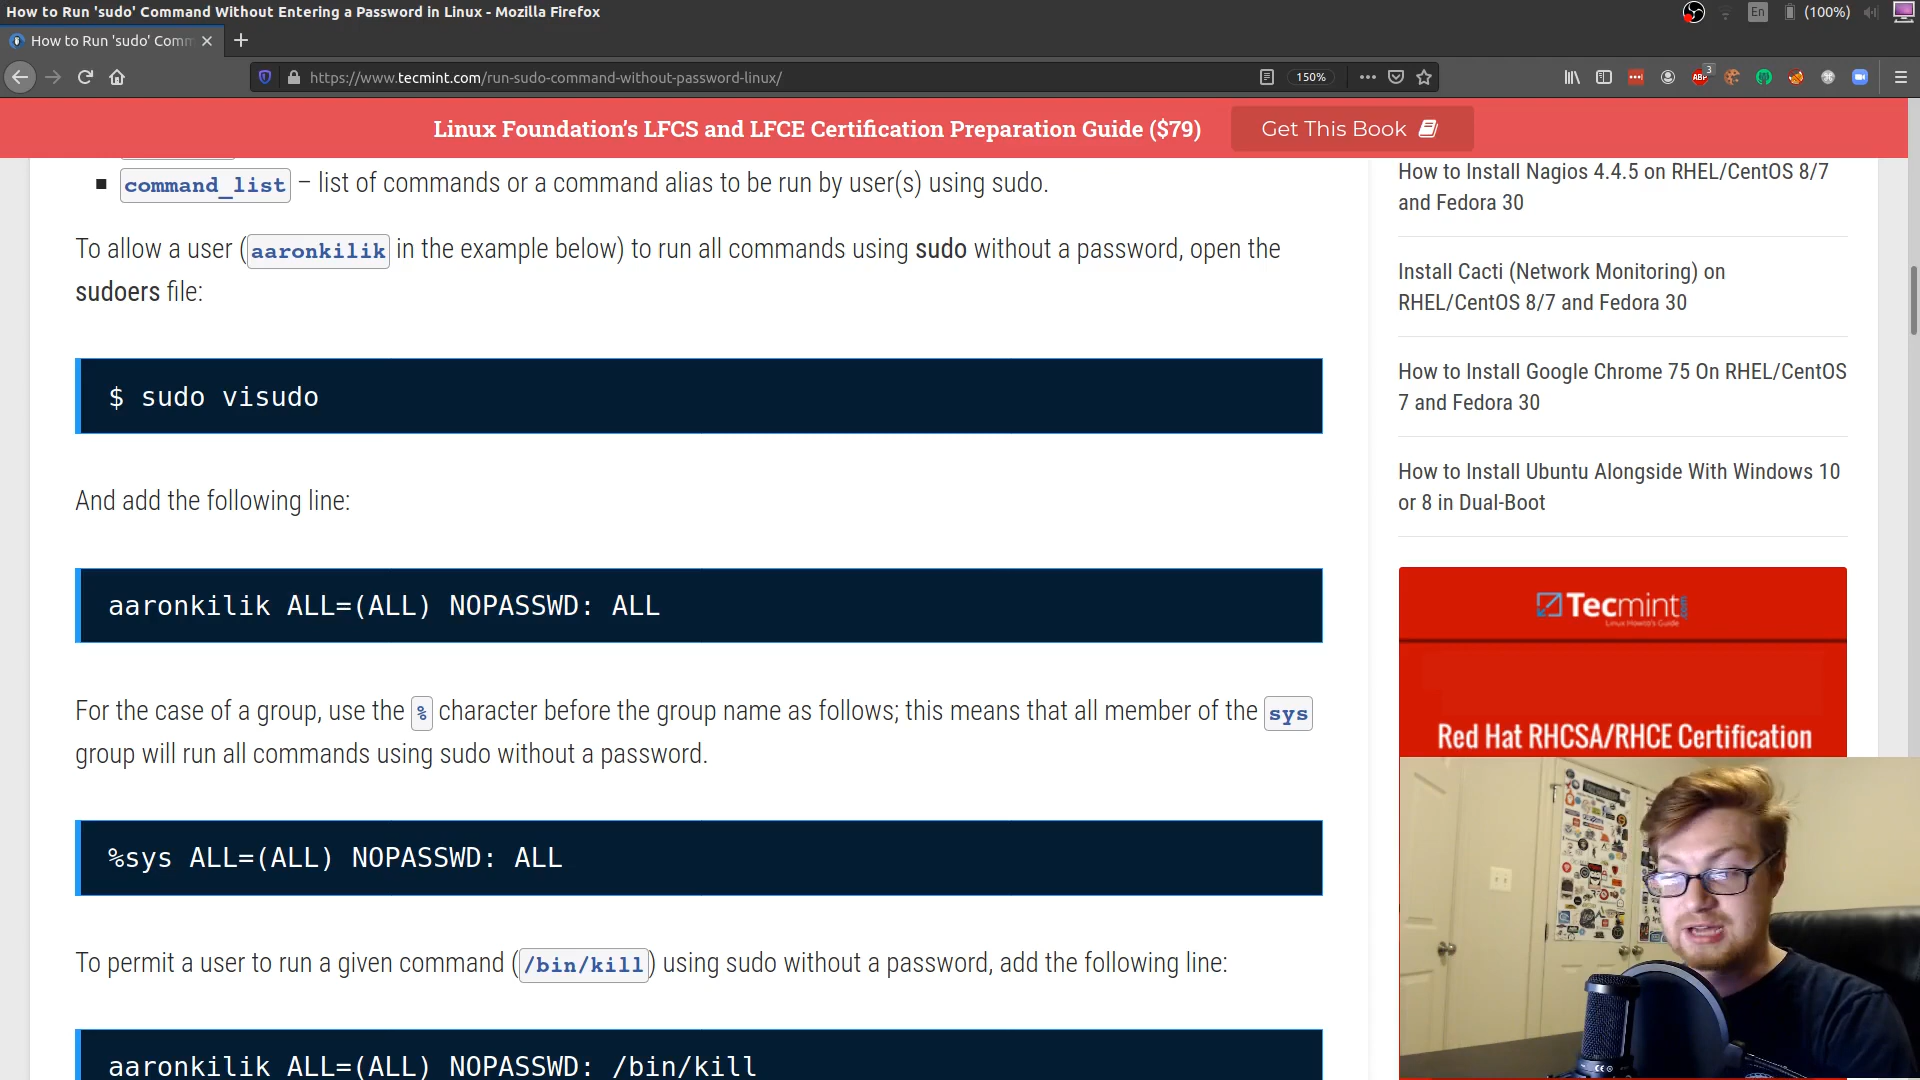 How to Run 'sudo' Command Without Entering a Password in Linux - Mozilla Firefox
En
(100%)
How to Run 'sudo' Comm
https://www.tecmint.com/run-sudo-command-without-password-linux/
150%
ABP
3
Linux Foundation's LFCS and LFCE Certification Preparation Guide ($79)
Get This Book
command_list – list of commands or a command alias to be run by user(s) using sudo.
To allow a user (aaronkilik in the example below) to run all commands using sudo without a password, open the
sudoers file:
$ sudo visudo
And add the following line:
aaronkilik ALL=(ALL) NOPASSWD: ALL
For the case of a group, use the % character before the group name as follows; this means that all member of the sys
group will run all commands using sudo without a password.
%sys ALL=(ALL) NOPASSWD: ALL
To permit a user to run a given command (/bin/kill) using sudo without a password, add the following line:
aaronkilik ALL=(ALL) NOPASSWD: /bin/kill
How to Install Nagios 4.4.5 on RHEL/CentOS 8/7
and Fedora 30
Install Cacti (Network Monitoring) on
RHEL/CentOS 8/7 and Fedora 30
How to Install Google Chrome 75 On RHEL/CentOS
7 and Fedora 30
How to Install Ubuntu Alongside With Windows 10
or 8 in Dual-Boot
Tecmint.com
Linux Howto's Guide
Red Hat RHCSA/RHCE Certification